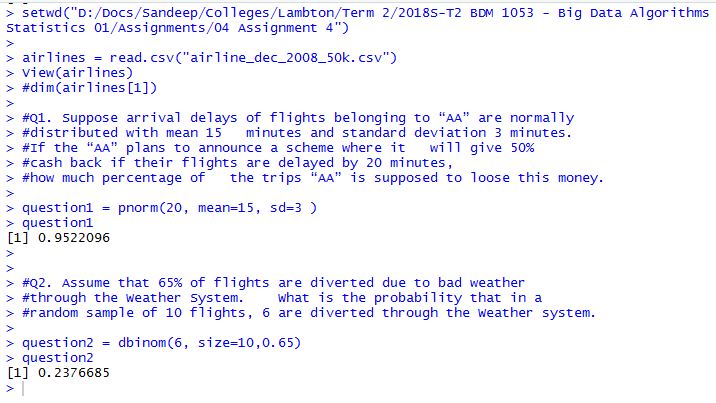 > setwd("D:/Docs/Sandeep/Colleges/Lambton/Term 2/2018S-T2 BDM 1053 - Big Data Algorithms
Statistics 01/Assignments/04 Assignment 4")
>
> airlines = read.csv("airline_dec_2008_50k.csv")
> View(airlines)
> #dim(airlines[1])
>
> #Q1. Suppose arrival delays of flights belonging to “AA” are normally
> #distributed with mean 15   minutes and standard deviation 3 minutes.
> #If the “AA” plans to announce a scheme where it   will give 50%
> #cash back if their flights are delayed by 20 minutes,
> #how much percentage of   the trips “AA” is supposed to loose this money.
>
> question1 = pnorm(20, mean=15, sd=3 )
> question1
[1] 0.9522096
>
>
> #Q2. Assume that 65% of flights are diverted due to bad weather
> #through the Weather System.    What is the probability that in a
> #random sample of 10 flights, 6 are diverted through the Weather system.
>
> question2 = dbinom(6, size=10,0.65)
> question2
[1] 0.2376685
>